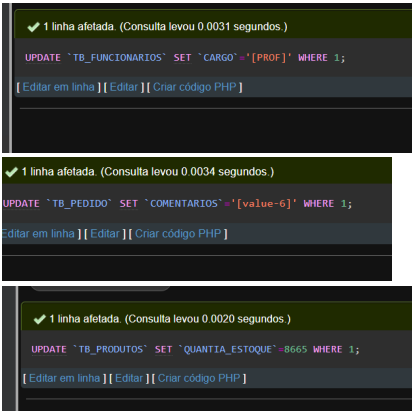 1 linha afetada. (Consulta levou 0.0031 segundos.)
UPDATE `TB_FUNCIONARIOS` SET `CARGO`='[PROF]' WHERE 1;
[ Editar em linha ] [ Editar ] [ Criar código PHP ]
1 linha afetada. (Consulta levou 0.0034 segundos.)
UPDATE `TB_PEDIDO` SET `COMENTARIOS`='[value-6]' WHERE 1;
Editar em linha ] [ Editar ] [ Criar código PHP ]
1 linha afetada. (Consulta levou 0.0020 segundos.)
UPDATE `TB_PRODUTOS` SET `QUANTIA_ESTOQUE`=8665 WHERE 1;
[ Editar em linha ] [ Editar ] [ Criar código PHP ]